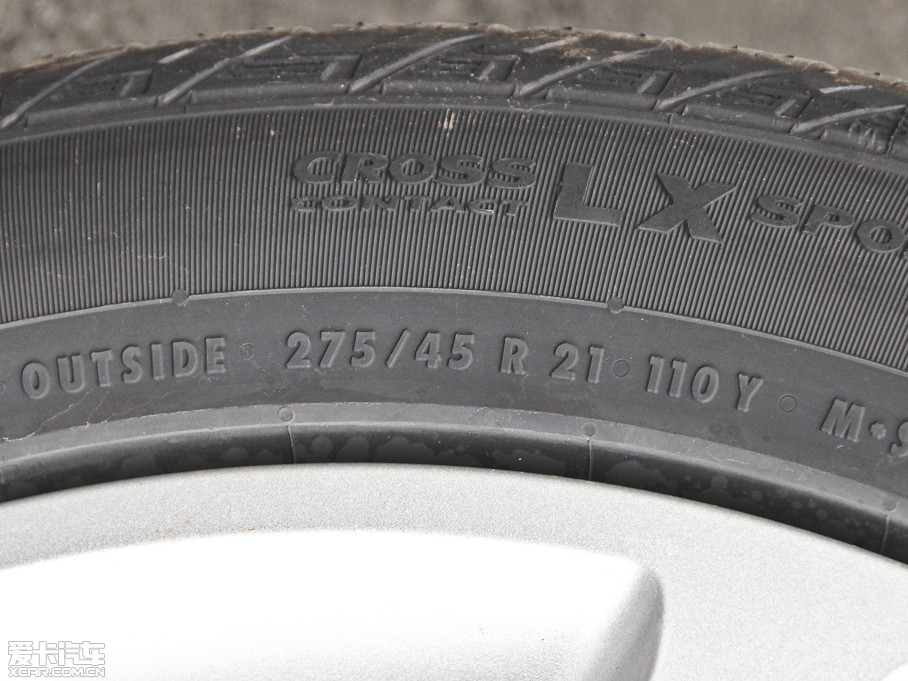 CROSS
CONTACT
LX SPO
OUTSIDE 275/45 R 21 110 Y M•S
爱卡汽车
XCAR.COM.CN